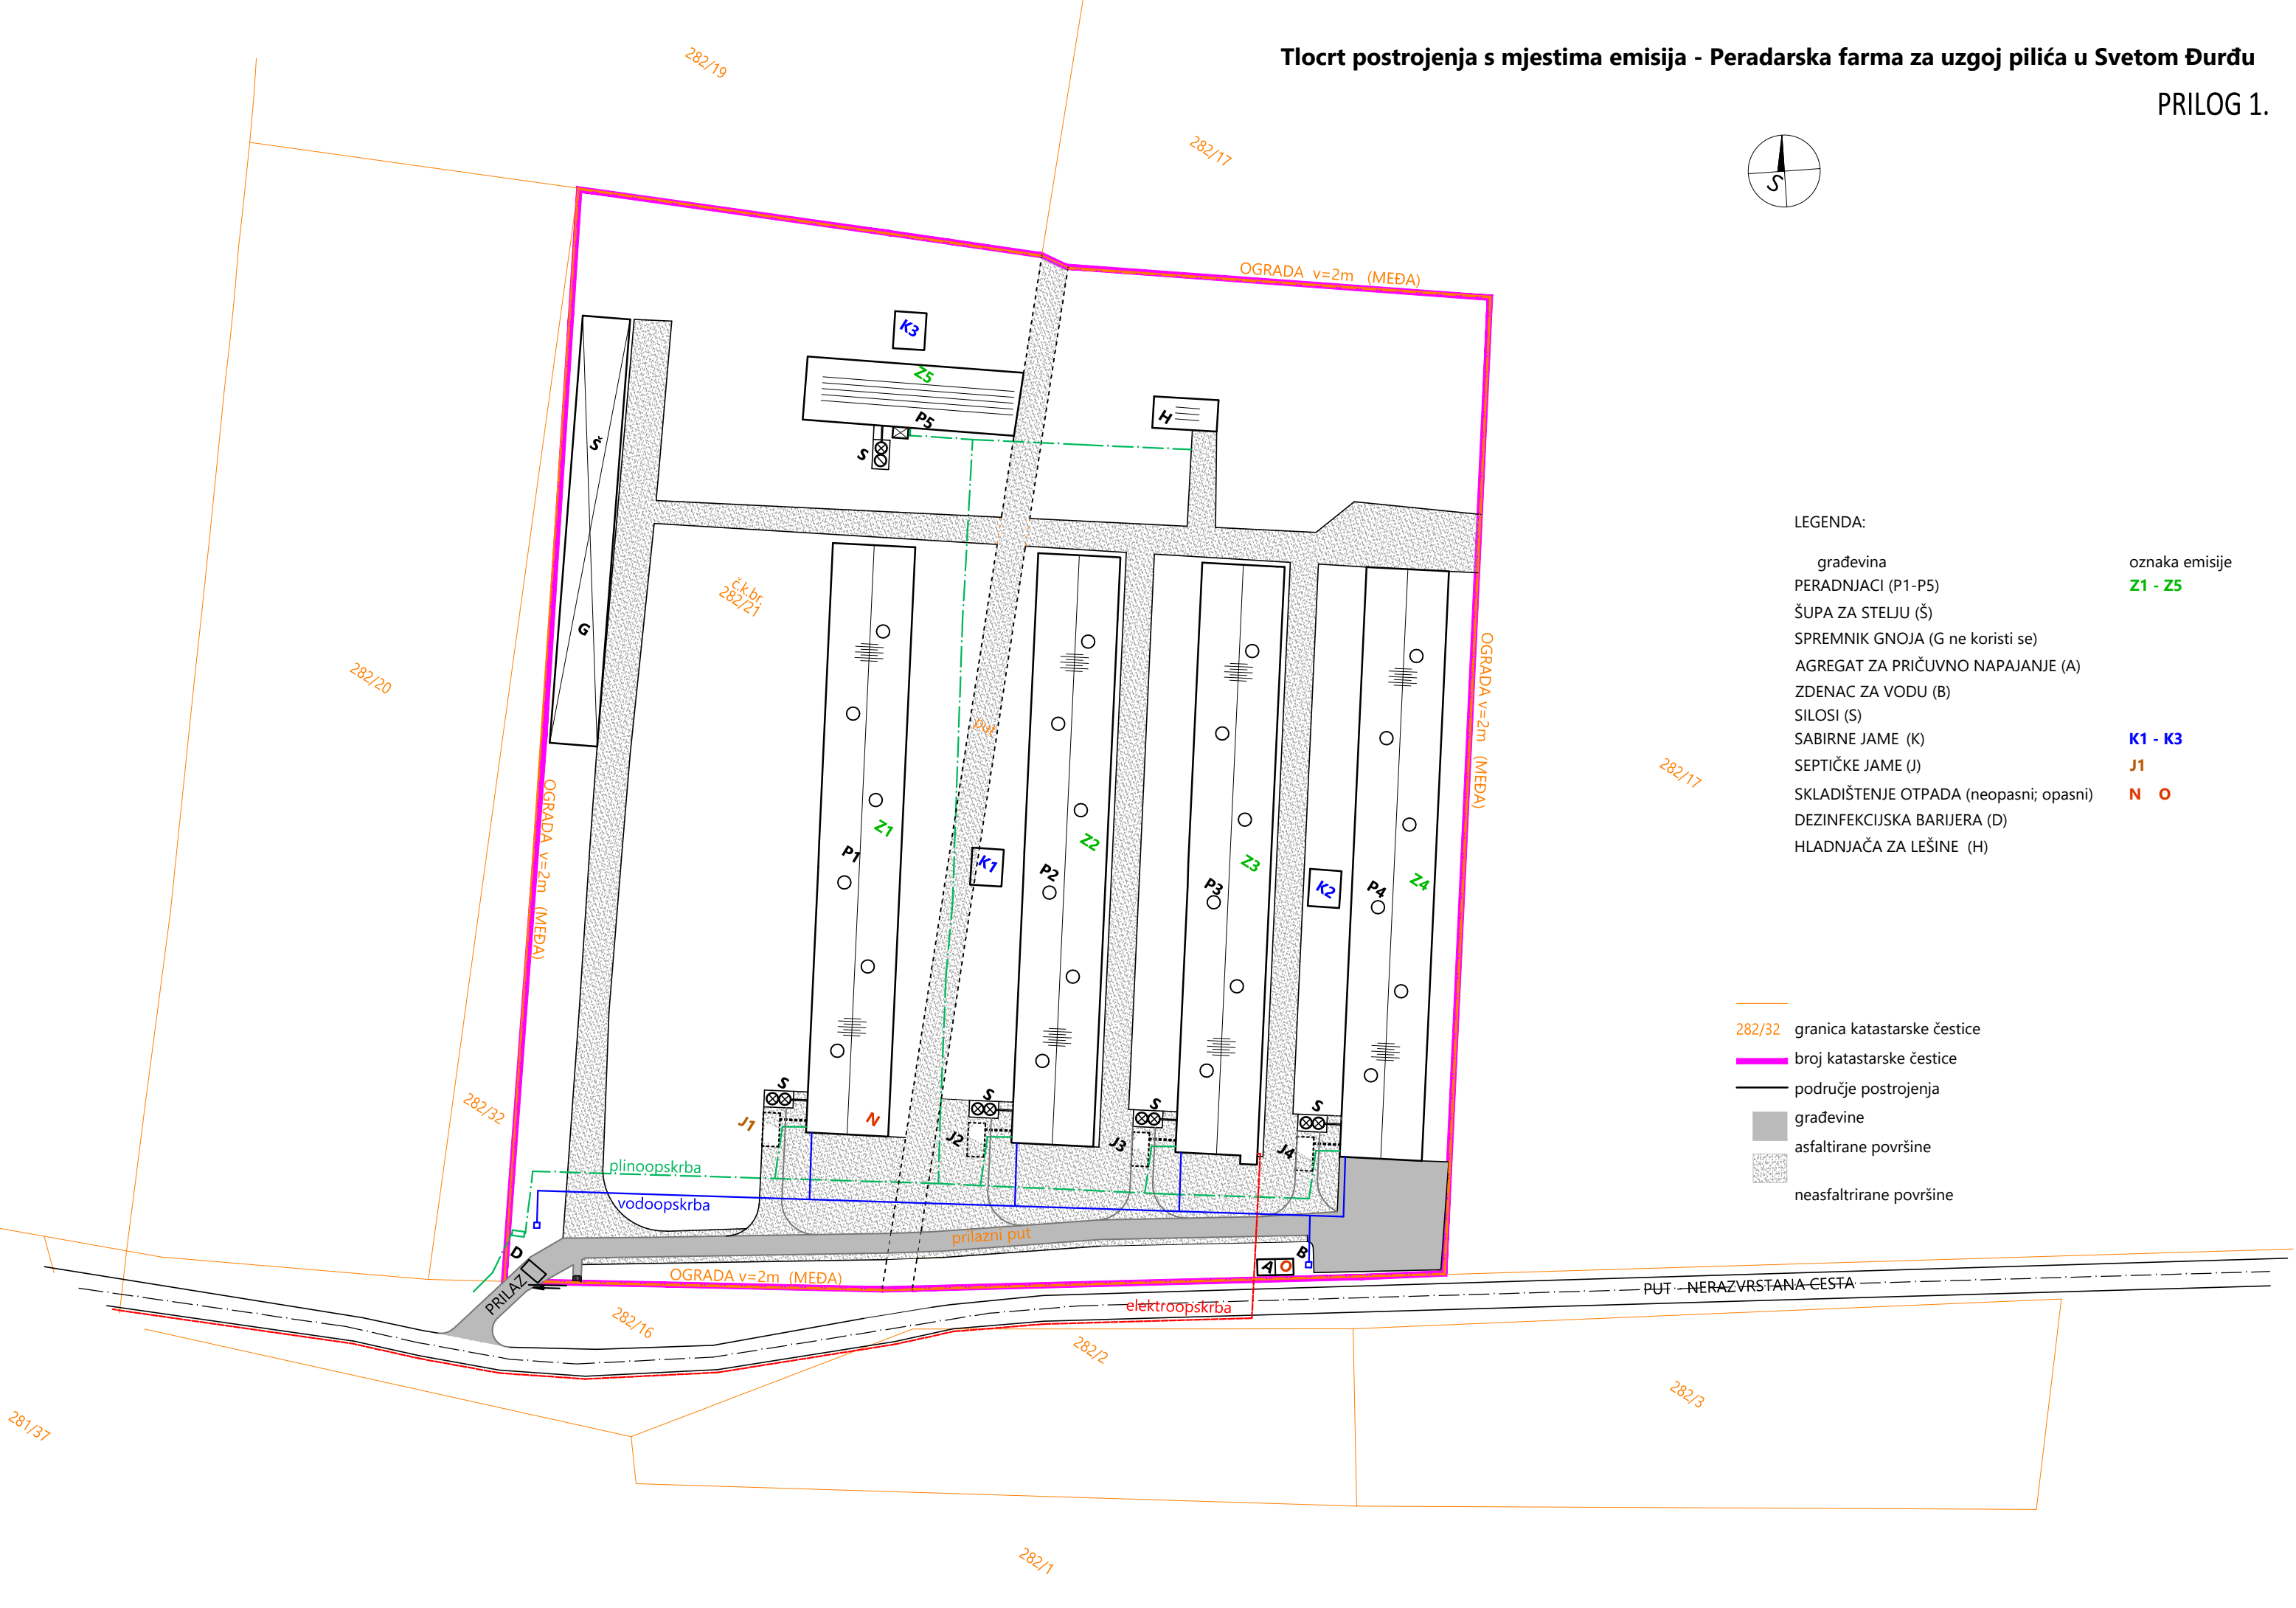 Tlocrt postrojenja s mjestima emisija - Peradarska farma za uzgoj pilića u Svetom Đurđu
PRILOG 1.
S
282/19
282/17
OGRADA v=2m (MEĐA)
K3
Z5
P5
S
H
Š
G
č.k.br.
282/21
282/20
put
OGRADA v=2m (MEĐA)
OGRADA v=2m (MEĐA)
282/17
Z1
P1
K1
Z2
P2
Z3
P3
K2
Z4
P4
282/32
S
S
S
S
J1
N
J2
J3
J4
plinoopskrba
vodoopskrba
prilazni put
D
PRILAZ
OGRADA v=2m (MEĐA)
A
O
B
PUT - NERAZVRSTANA CESTA
elektroopskrba
282/16
282/2
282/3
281/37
282/1
LEGENDA:
građevina oznaka emisije
PERADNJACI (P1-P5) Z1 - Z5
ŠUPA ZA STELJU (Š)
SPREMNIK GNOJA (G ne koristi se)
AGREGAT ZA PRIČUVNO NAPAJANJE (A)
ZDENAC ZA VODU (B)
SILOSI (S)
SABIRNE JAME (K) K1 - K3
SEPTIČKE JAME (J) J1
SKLADIŠTENJE OTPADA (neopasni; opasni) N O
DEZINFEKCIJSKA BARIJERA (D)
HLADNJAČA ZA LEŠINE (H)
282/32 granica katastarske čestice
broj katastarske čestice
područje postrojenja
građevine
asfaltirane površine
neasfaltrirane površine